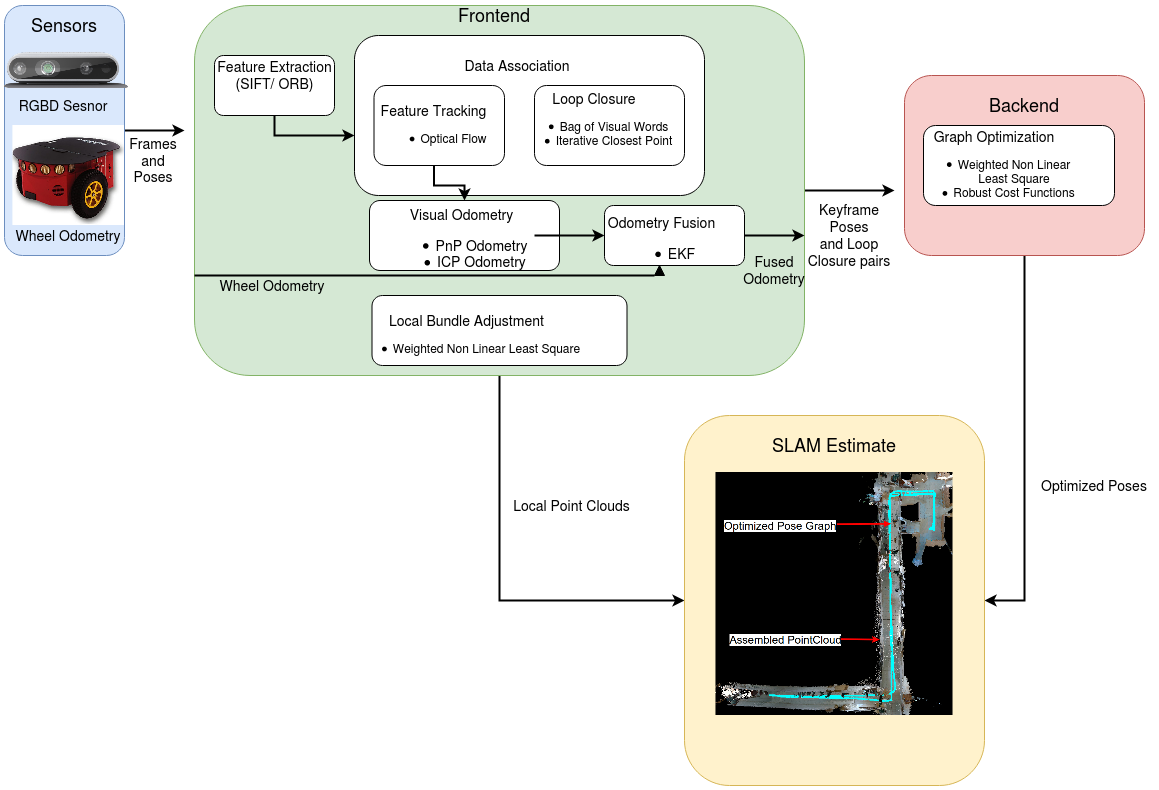 Sensors
RGBD Sesnor
Wheel Odometry
Frames
and
Poses
Frontend
Feature Extraction
(SIFT/ ORB)
Data Association
Feature Tracking
• Optical Flow
Loop Closure
• Bag of Visual Words
• Iterative Closest Point
Visual Odometry
• PnP Odometry
• ICP Odometry
Odometry Fusion
• EKF
Fused
Odometry
Wheel Odometry
Local Bundle Adjustment
• Weighted Non Linear Least Square
Keyframe
Poses
and Loop
Closure pairs
Backend
Graph Optimization
• Weighted Non Linear
Least Square
• Robust Cost Functions
Local Point Clouds
Optimized Poses
SLAM Estimate
Optimized Pose Graph
Assembled PointCloud